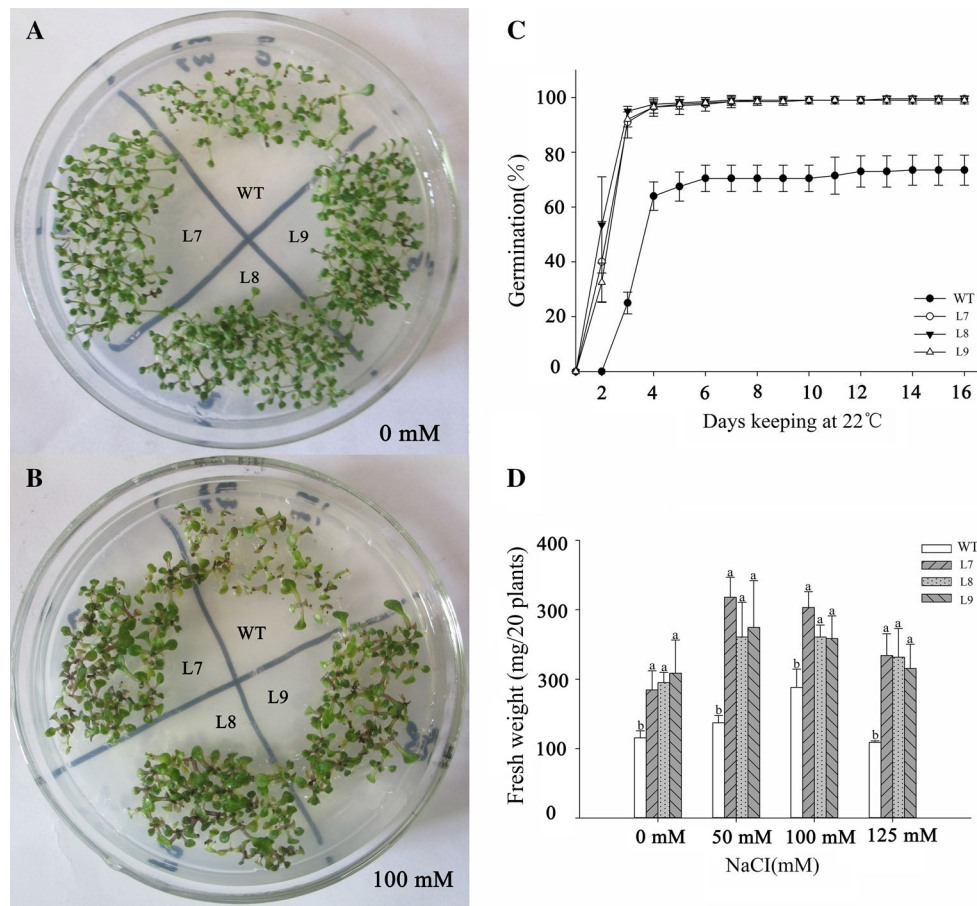 A
WT
L7
L9
L8
0 mM
B
WT
L7
L9
L8
100 mM
C
Germination(%)
100
80
60
40
20
0
2
4
6
8
10
12
14
16
Days keeping at 22℃
WT
L7
L8
L9
D
Fresh weight (mg/20 plants)
400
300
300
100
0
b
a
a
a
b
a
a
a
b
a
a
a
b
a
a
a
0 mM
50 mM
100 mM
125 mM
NaCI(mM)
WT
L7
L8
L9